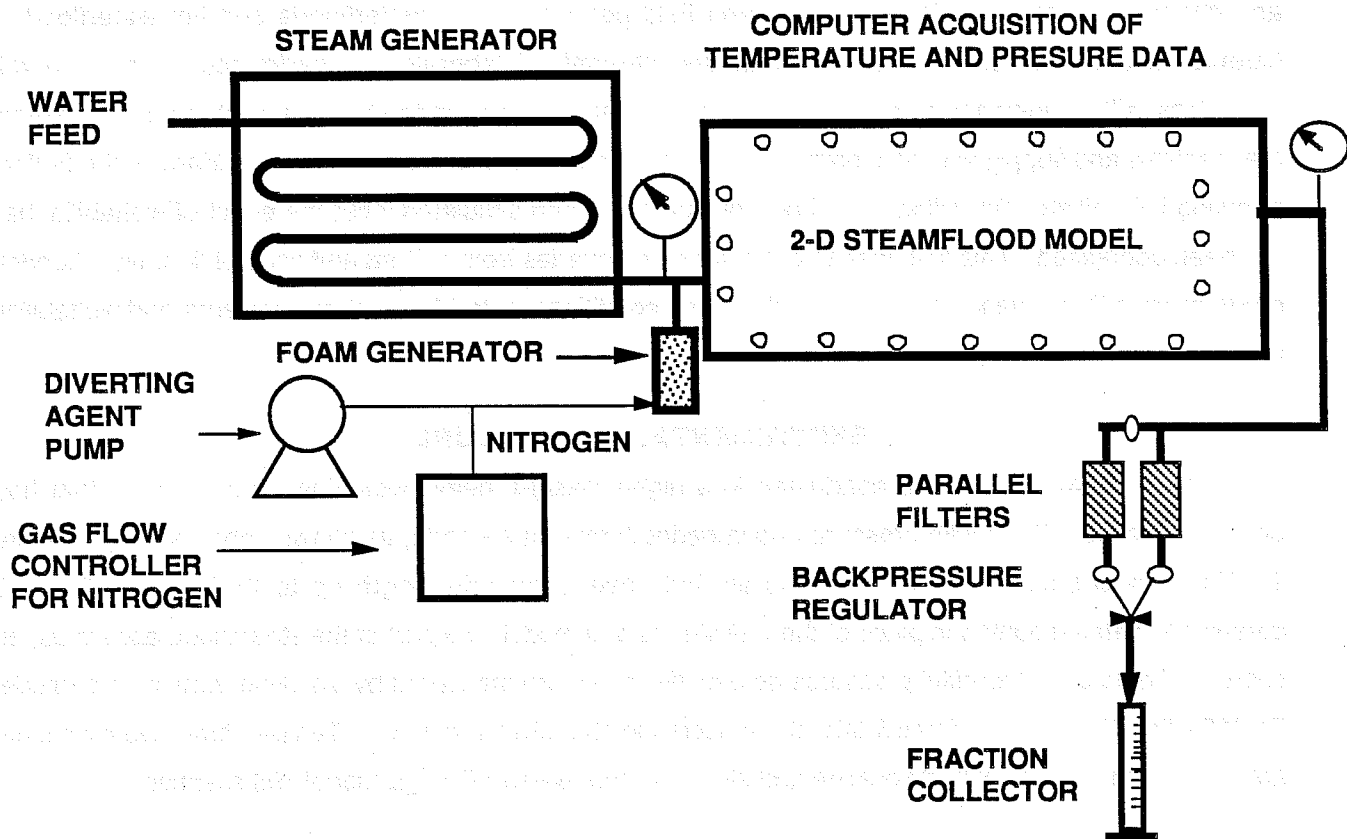 COMPUTER ACQUISITION OF
TEMPERATURE AND PRESURE DATA
STEAM GENERATOR
WATER
FEED
2-D STEAMFLOOD MODEL
FOAM GENERATOR
DIVERTING
AGENT
PUMP
NITROGEN
GAS FLOW
CONTROLLER
FOR NITROGEN
PARALLEL
FILTERS
BACKPRESSURE
REGULATOR
FRACTION
COLLECTOR